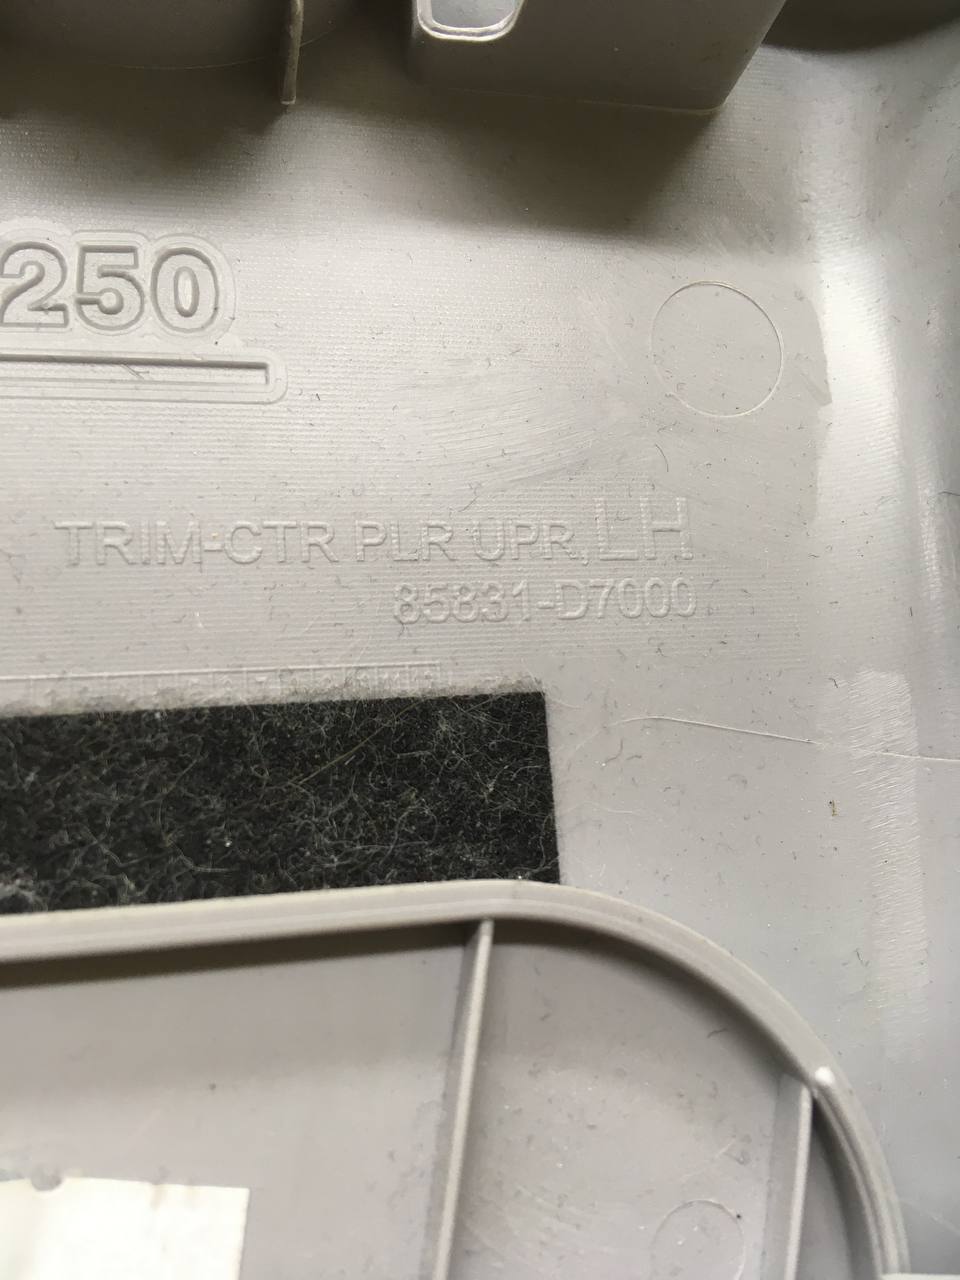 250
TRIM-CTR PLR UPR, LH
85831-D7000